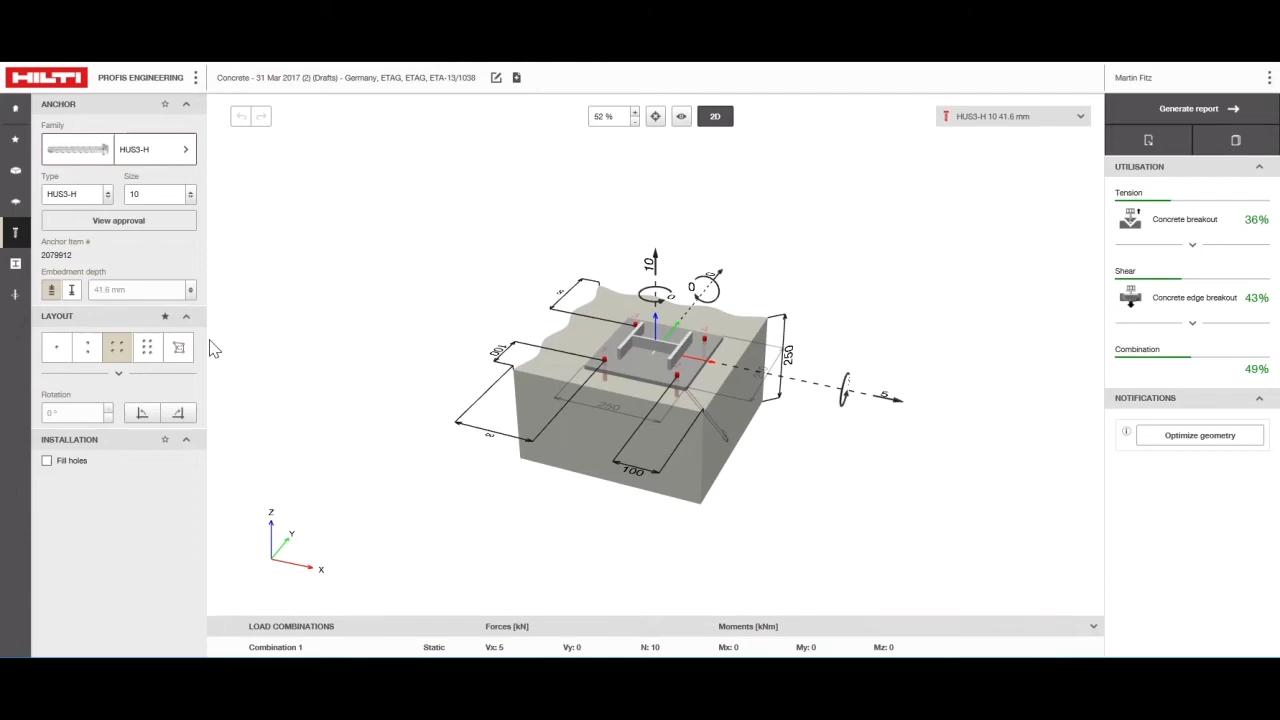 HILTI PROFIS ENGINEERING
Concrete - 31 Mar 2017 (2) (Drafts) - Germany, ETAG, ETAG, ETA-13/1038
Martin Fitz
ANCHOR
Family
HUS3-H
Type Size
HUS3-H 10
View approval
Anchor Item #
2079912
Embedment depth
41.6 mm
LAYOUT
Rotation
0 °
INSTALLATION
Fill holes
52 %
2D
HUS3-H 10 41.6 mm
10
0
0
5
250
100
250
100
Z
Y
X
LOAD COMBINATIONS Forces [kN] Moments [kNm]
Combination 1 Static Vx: 5 Vy: 0 N: 10 Mx: 0 My: 0 Mz: 0
Generate report
UTILISATION
Tension
Concrete breakout 36%
Shear
Concrete edge breakout 43%
Combination
49%
NOTIFICATIONS
Optimize geometry